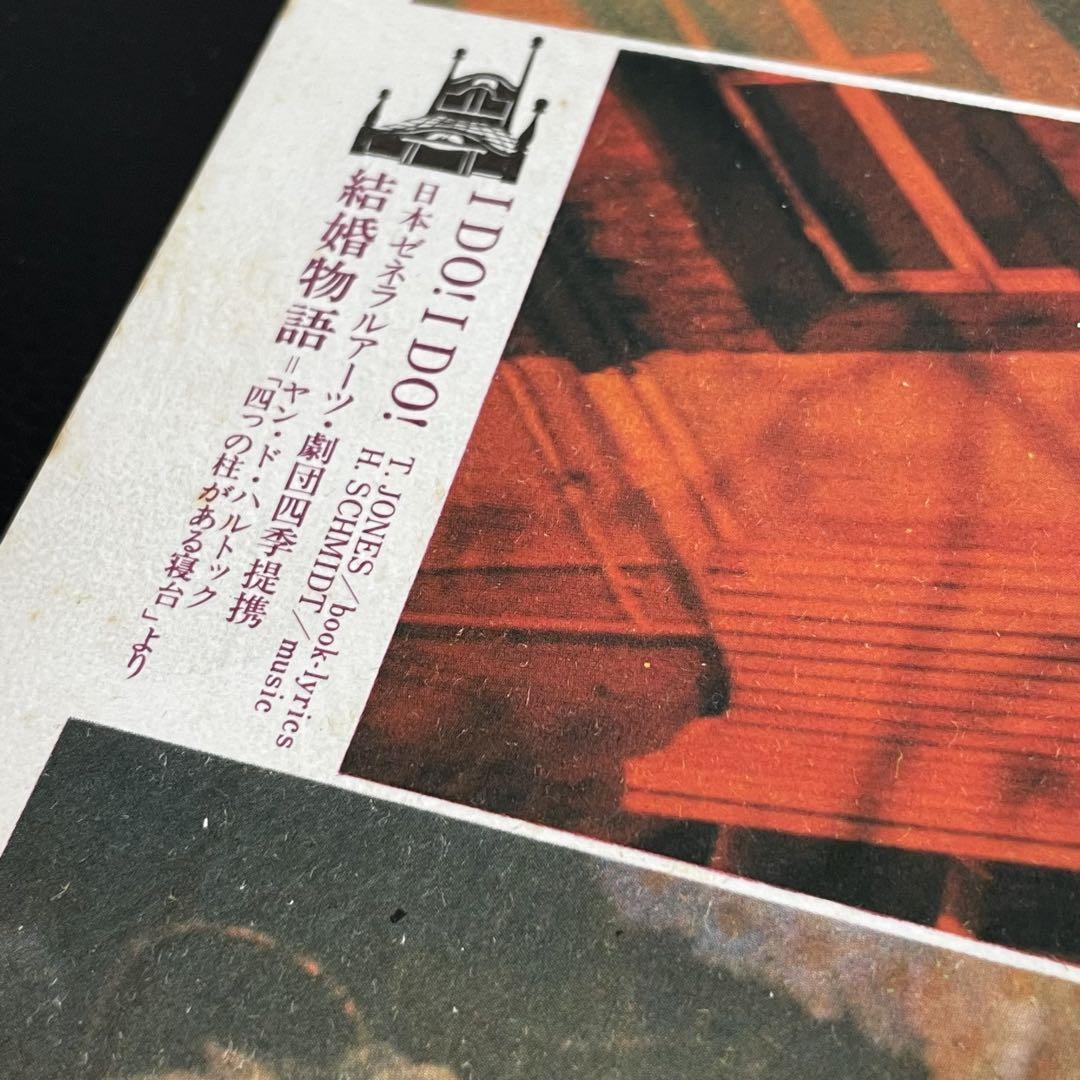 I DO! I DO!
T. JONES/book-lyrics
H. SCHMIDT/music
日本ゼネラルアーツ・劇団四季提携
結婚物語
=ヤン・ド・ハルトック
「四つの柱がある寝台」より